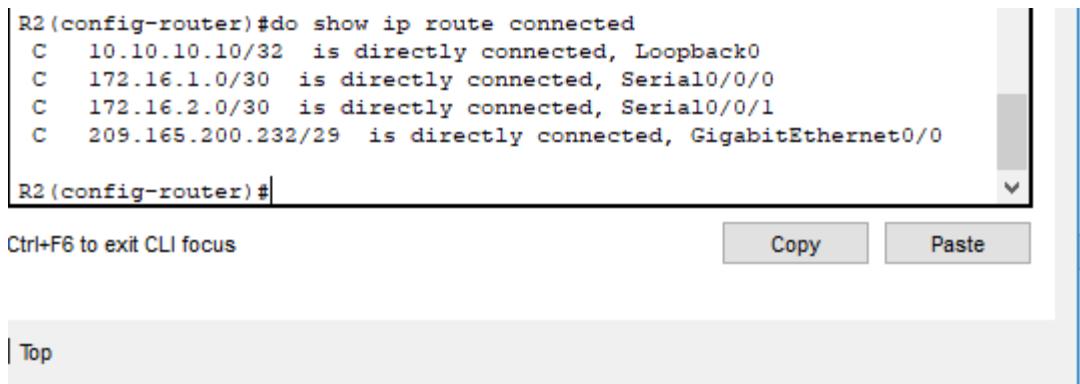 R2(config-router)#do show ip route connected
C   10.10.10.10/32  is directly connected, Loopback0
C   172.16.1.0/30  is directly connected, Serial0/0/0
C   172.16.2.0/30  is directly connected, Serial0/0/1
C   209.165.200.232/29  is directly connected, GigabitEthernet0/0
R2(config-router)#
Ctrl+F6 to exit CLI focus
Copy
Paste
Top